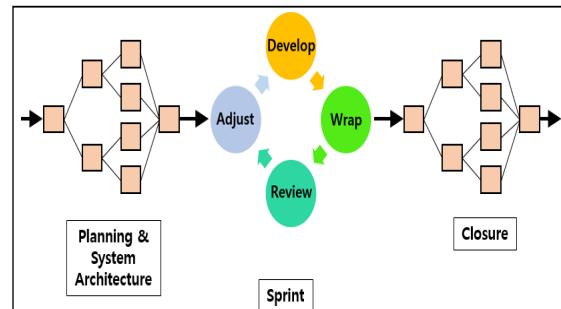 Develop
Adjust
Wrap
Review
Planning &
System
Architecture
Sprint
Closure